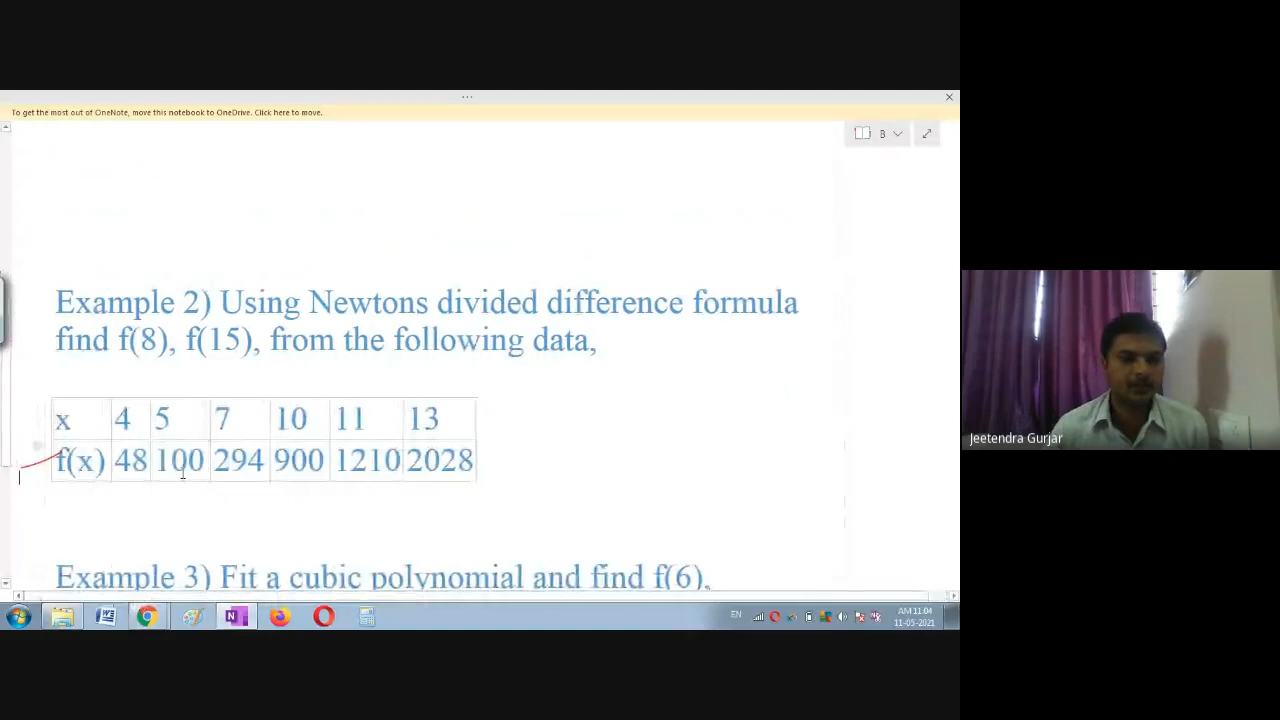 To get the most out of OneNote, move this notebook to OneDrive. Click here to move.
B
Example 2) Using Newtons divided difference formula
find f(8), f(15), from the following data,
x 4 5 7 10 11 13
f(x) 48 100 294 900 1210 2028
Example 3) Fit a cubic polynomial and find f(6),
Jeetendra Gurjar
EN
AM 11:04
11-05-2021